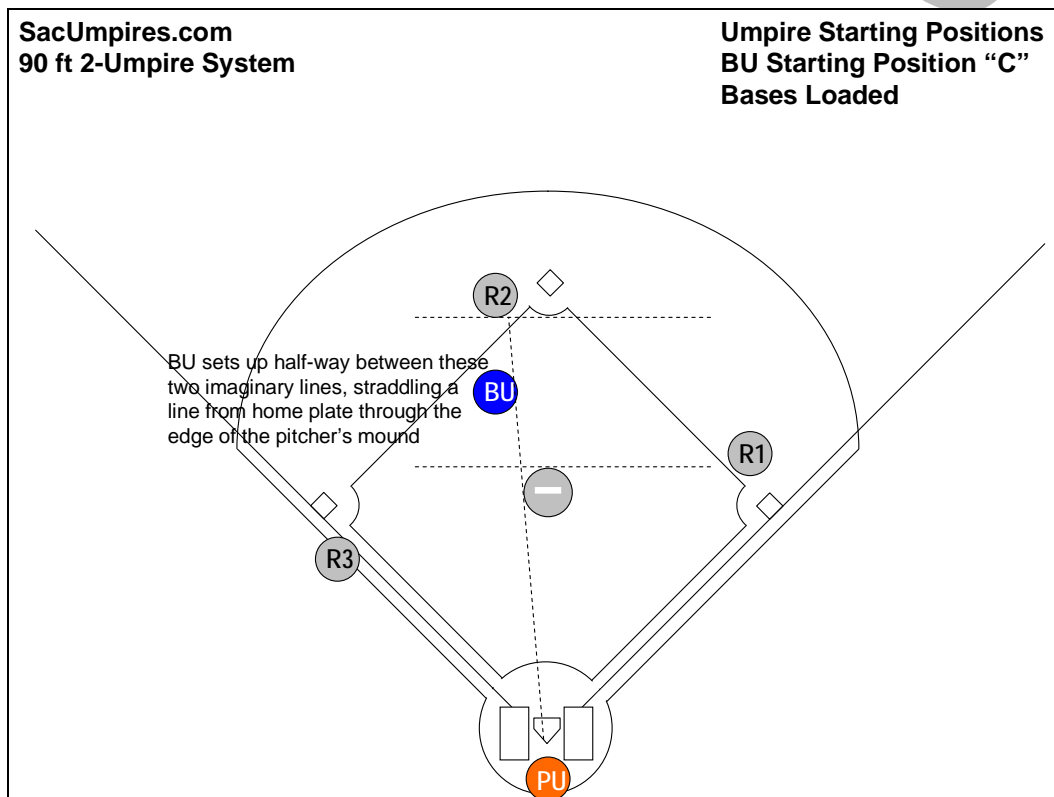 SacUmpires.com
90 ft 2-Umpire System
Umpire Starting Positions
BU Starting Position “C”
Bases Loaded
R2
BU sets up half-way between these
two imaginary lines, straddling a
line from home plate through the
edge of the pitcher’s mound
BU
R1
R3
PU